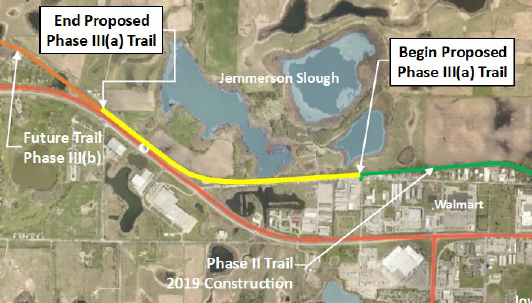 End Proposed
Phase III(a) Trail
Begin Proposed
Phase III(a) Trail
Jemmerson Slough
Future Trail
Phase III(b)
Walmart
Phase II Trail
2019 Construction